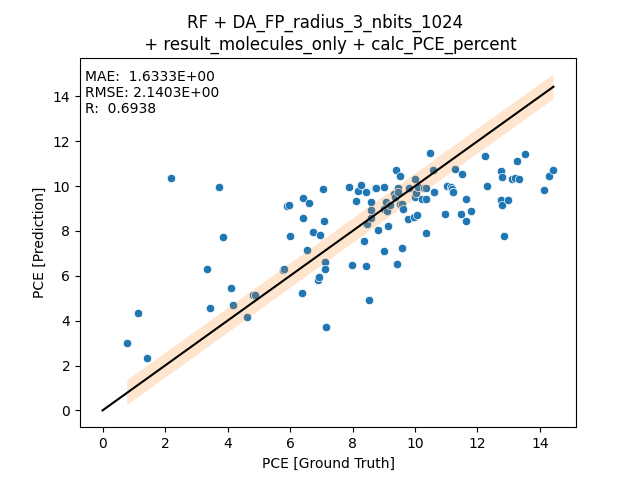 RF + DA_FP_radius_3_nbits_1024
+ result_molecules_only + calc_PCE_percent
MAE:  1.6333E+00
RMSE: 2.1403E+00
R:  0.6938
PCE [Prediction]
14
12
10
8
6
4
2
0
0 2 4 6 8 10 12 14
PCE [Ground Truth]